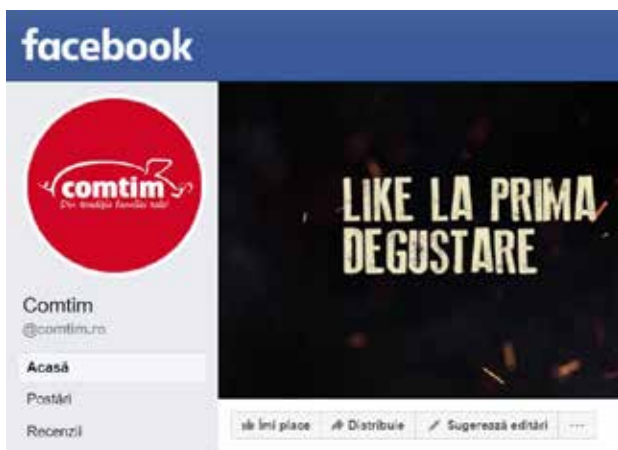 facebook
comtim
Din tradiția familiei tale!
LIKE LA PRIMA
DEGUSTARE
Comtim
@comtim.ro
Acasă
Postări
Recenzii
Îmi place
Distribuie
Sugerează editări
...